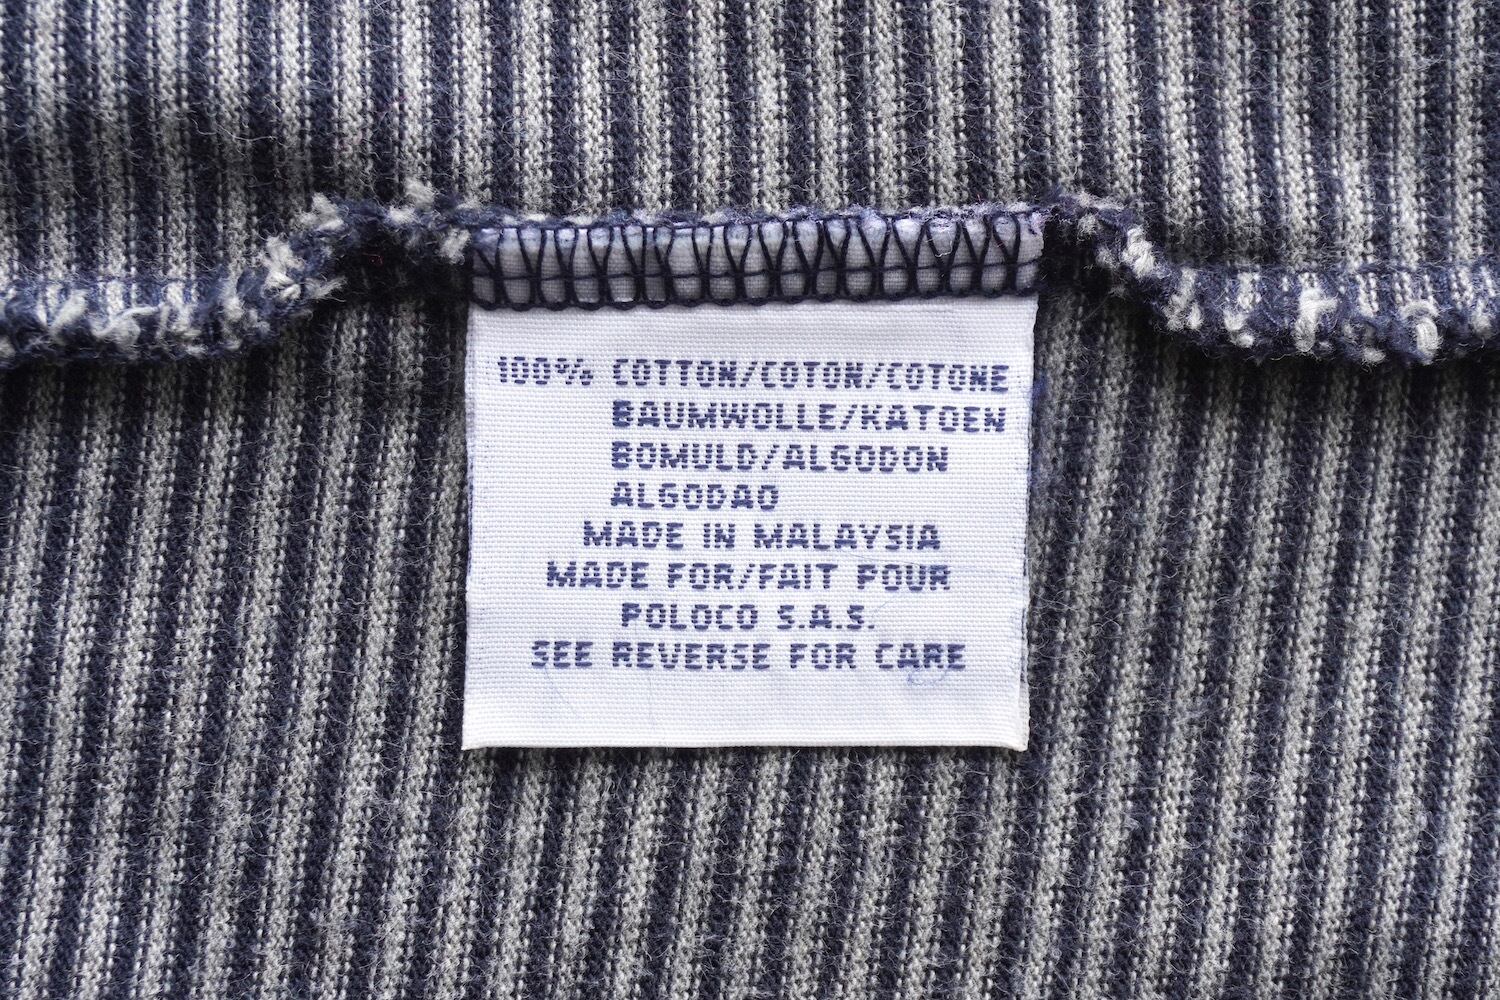 100% COTTON/COTON/COTONE
BAUMWOLLE/KATOEN
BOMULD/ALGODON
ALGODAO
MADE IN MALAYSIA
MADE FOR/FAIT POUR
POLOCO S.A.S.
SEE REVERSE FOR CARE